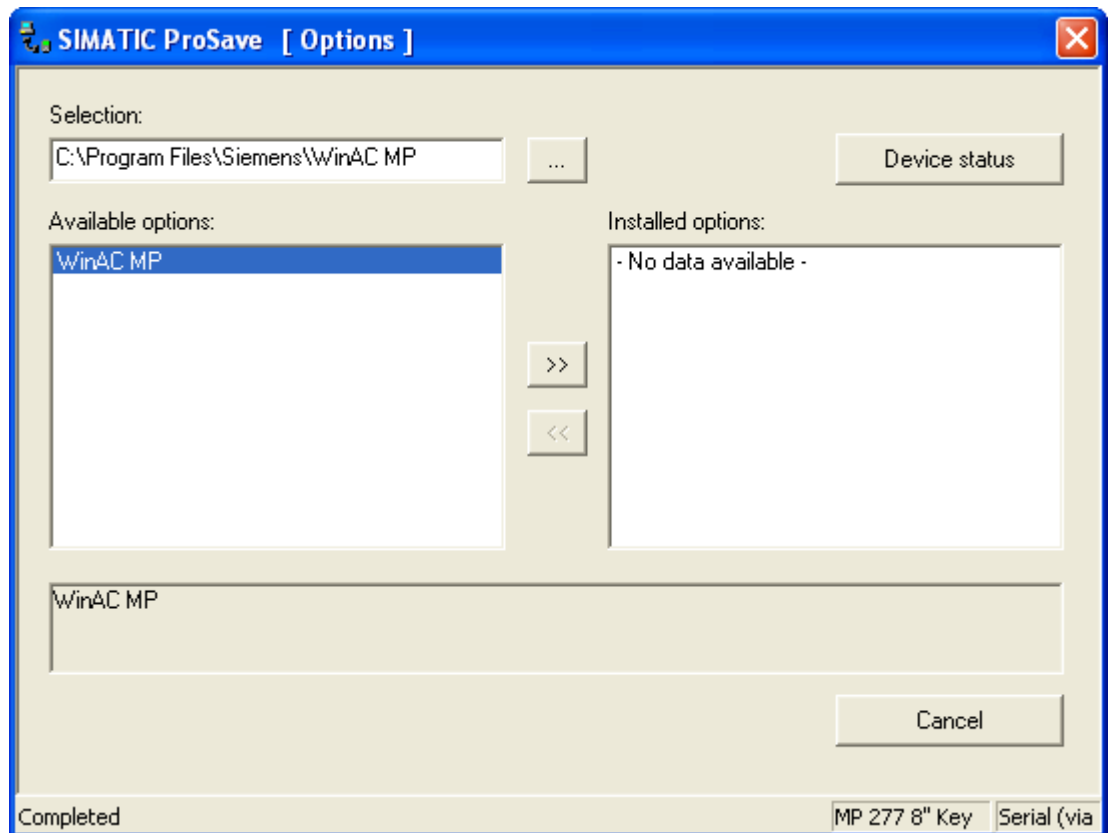 SIMATIC ProSave [ Options ]
Selection:
C:\Program Files\Siemens\WinAC MP
...
Device status
Available options:
Installed options:
WinAC MP
- No data available -
>>
<<
WinAC MP
Cancel
Completed
MP 277 8" Key
Serial (via